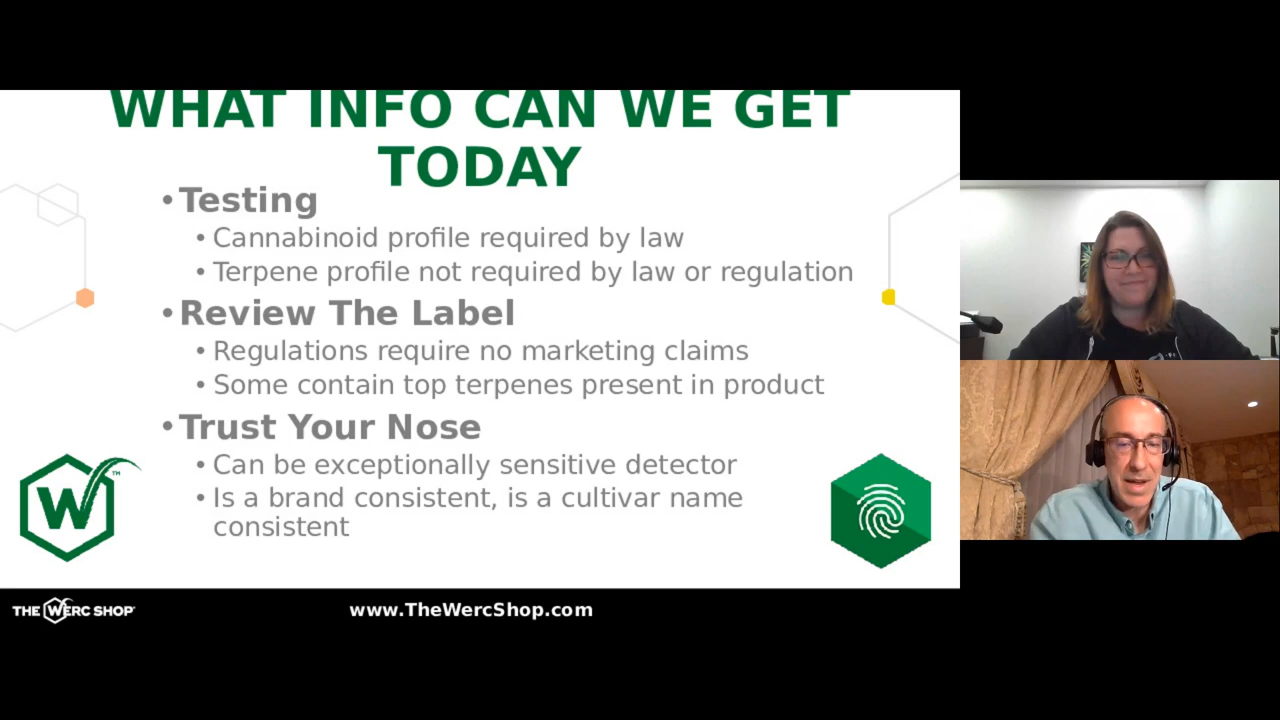 WHAT INFO CAN WE GET
TODAY
•Testing
•Cannabinoid profile required by law
•Terpene profile not required by law or regulation
•Review The Label
•Regulations require no marketing claims
•Some contain top terpenes present in product
•Trust Your Nose
•Can be exceptionally sensitive detector
•Is a brand consistent, is a cultivar name
consistent
W ™
THE WERC SHOP
www.TheWercShop.com